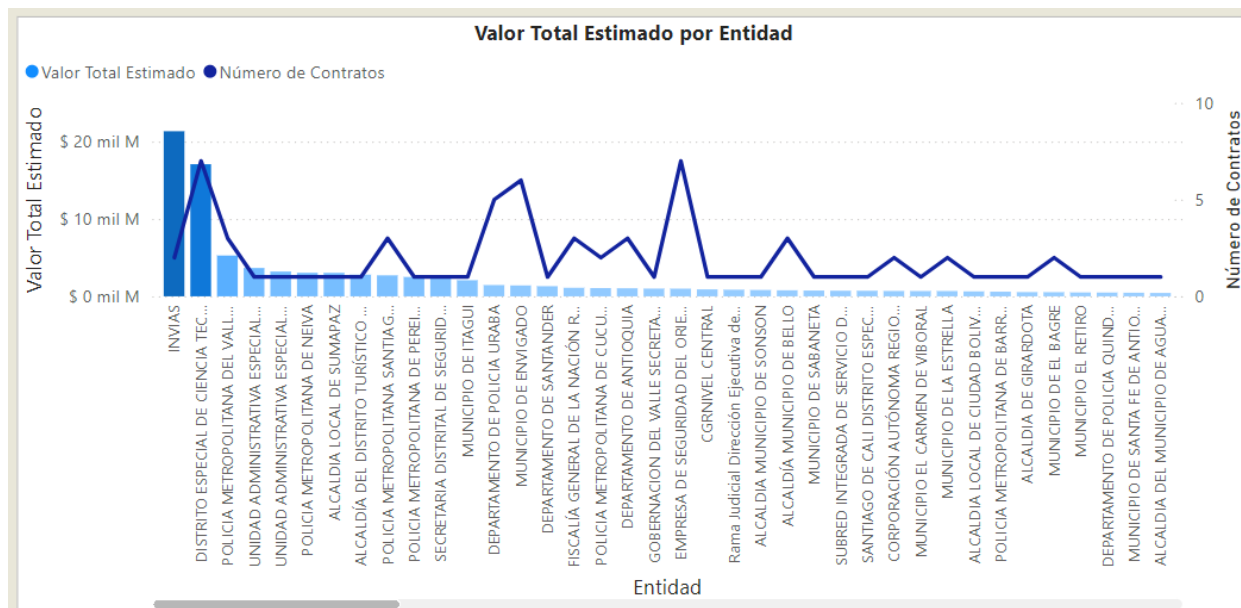 Valor Total Estimado por Entidad
Valor Total Estimado
Número de Contratos
Valor Total Estimado
$ 20 mil M
$ 10 mil M
$ 0 mil M
10
5
0
Número de Contratos
INVIAS
DISTRITO ESPECIAL DE CIENCIA TEC...
POLICIA METROPOLITANA DEL VALL...
UNIDAD ADMINISTRATIVA ESPECIAL...
UNIDAD ADMINISTRATIVA ESPECIAL...
POLICIA METROPOLITANA DE NEIVA
ALCALDIA LOCAL DE SUMAPAZ
ALCALDÍA DEL DISTRITO TURÍSTICO ...
POLICIA METROPOLITANA SANTIAG...
POLICIA METROPOLITANA DE PEREI...
SECRETARIA DISTRITAL DE SEGURID...
MUNICIPIO DE ITAGUI
DEPARTAMENTO DE POLICIA URABA
MUNICIPIO DE ENVIGADO
DEPARTAMENTO DE SANTANDER
FISCALÍA GENERAL DE LA NACIÓN R...
POLICIA METROPOLITANA DE CUCU...
DEPARTAMENTO DE ANTIOQUIA
GOBERNACION DEL VALLE SECRETA...
EMPRESA DE SEGURIDAD DEL ORIE...
CGRNIVEL CENTRAL
Rama Judicial Dirección Ejecutiva de...
ALCALDIA MUNICIPIO DE SONSON
ALCALDÍA MUNICIPIO DE BELLO
MUNICIPIO DE SABANETA
SUBRED INTEGRADA DE SERVICIO D...
SANTIAGO DE CALI DISTRITO ESPEC...
CORPORACIÓN AUTÓNOMA REGIO...
MUNICIPIO EL CARMEN DE VIBORAL
MUNICIPIO DE LA ESTRELLA
ALCALDIA LOCAL DE CIUDAD BOLIV...
POLICIA METROPOLITANA DE BARR...
ALCALDIA DE GIRARDOTA
MUNICIPIO DE EL BAGRE
MUNICIPIO EL RETIRO
DEPARTAMENTO DE POLICIA QUIND...
MUNICIPIO DE SANTA FE DE ANTIO...
ALCALDIA DEL MUNICIPIO DE AGUA...
Entidad